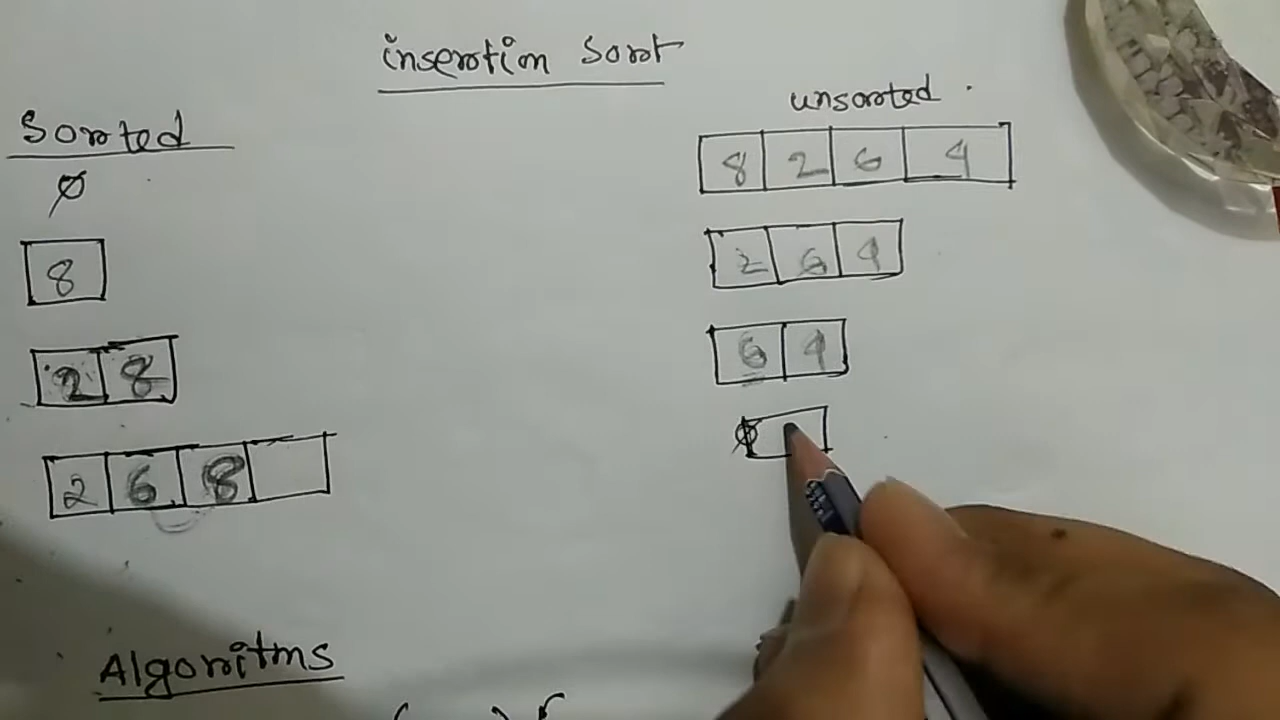 insertion Sort
Sorted
unsorted
Ø
8 2 6 4
8
2 6 4
2 8
6 4
Ø
2 6 8
Algoritms